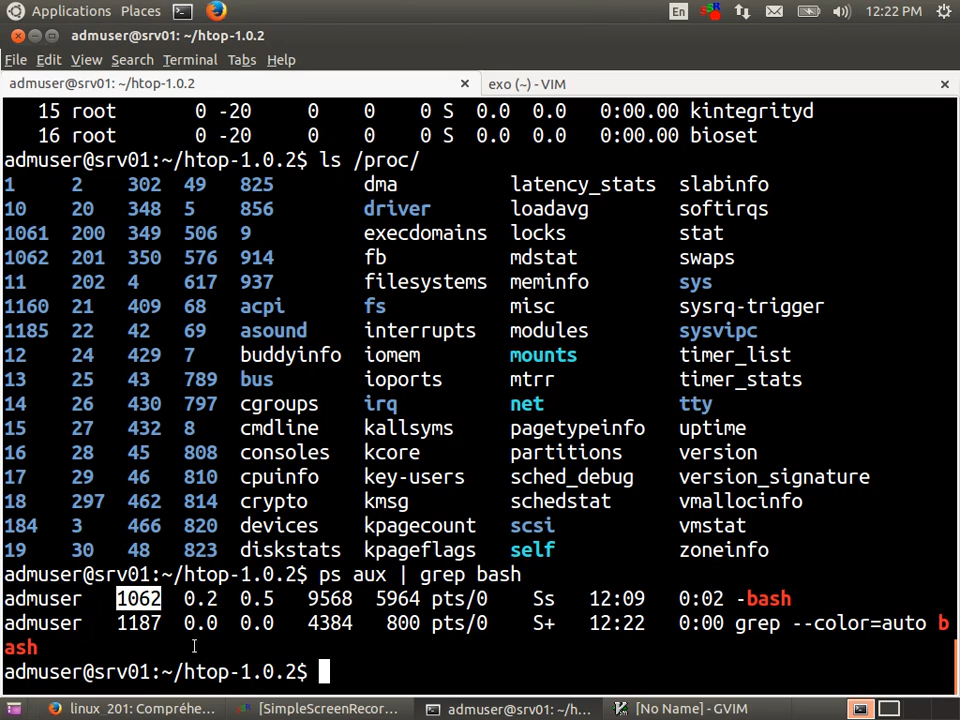 Applications Places En 12:22 PM
admuser@srv01: ~/htop-1.0.2
File Edit View Search Terminal Tabs Help
admuser@srv01: ~/htop-1.0.2 × exo (~) - VIM ×
15 root 0 -20 0 0 0 S 0.0 0.0 0:00.00 kintegrityd
16 root 0 -20 0 0 0 S 0.0 0.0 0:00.00 bioset
admuser@srv01:~/htop-1.0.2$ ls /proc/
1 2 302 49 825 dma latency_stats slabinfo
10 20 348 5 856 driver loadavg softirqs
1061 200 349 506 9 execdomains locks stat
1062 201 350 576 914 fb mdstat swaps
11 202 4 617 937 filesystems meminfo sys
1160 21 409 68 acpi fs misc sysrq-trigger
1185 22 42 69 asound interrupts modules sysvipc
12 24 429 7 buddyinfo iomem mounts timer_list
13 25 43 789 bus ioports mtrr timer_stats
14 26 430 797 cgroups irq net tty
15 27 432 8 cmdline kallsyms pagetypeinfo uptime
16 28 45 808 consoles kcore partitions version
17 29 46 810 cpuinfo key-users sched_debug version_signature
18 297 462 814 crypto kmsg schedstat vmallocinfo
184 3 466 820 devices kpagecount scsi vmstat
19 30 48 823 diskstats kpageflags self zoneinfo
admuser@srv01:~/htop-1.0.2$ ps aux | grep bash
admuser 1062 0.2 0.5 9568 5964 pts/0 Ss 12:09 0:02 -bash
admuser 1187 0.0 0.0 4384 800 pts/0 S+ 12:22 0:00 grep --color=auto b
ash
admuser@srv01:~/htop-1.0.2$
linux_201: Compréhe... [SimpleScreenRecor... admuser@srv01: ~/h... [No Name] - GVIM